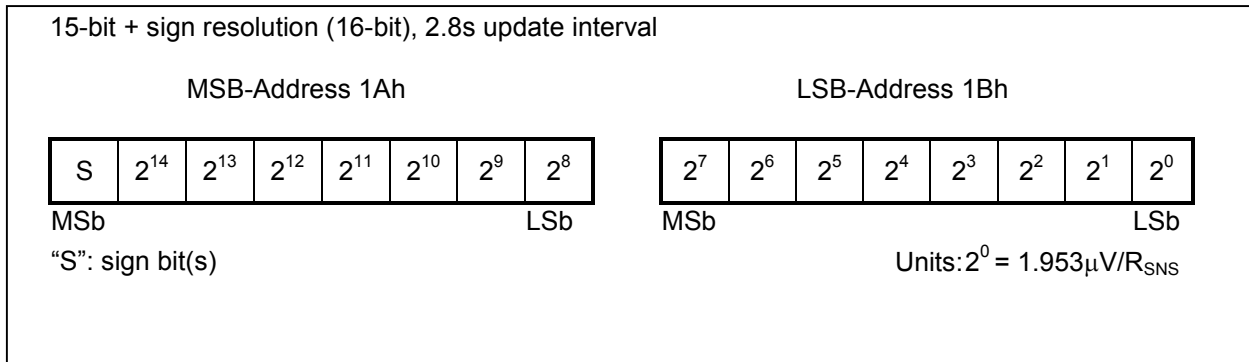 15-bit + sign resolution (16-bit), 2.8s update interval
MSB-Address 1Ah LSB-Address 1Bh
S 2^14 2^13 2^12 2^11 2^10 2^9 2^8 2^7 2^6 2^5 2^4 2^3 2^2 2^1 2^0
MSb LSb MSb LSb
“S”: sign bit(s) Units:2^0 = 1.953μV/R_SNS